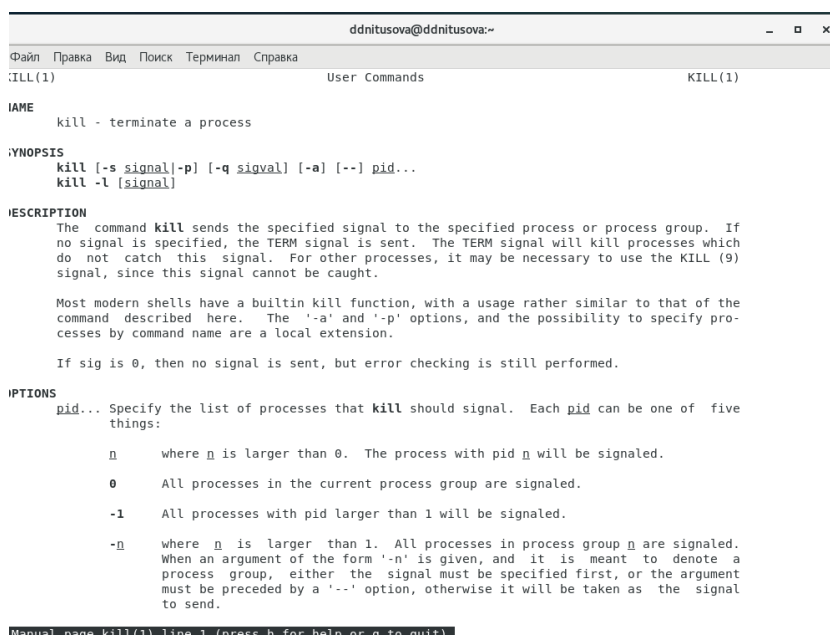 ddnitusova@ddnitusova:~
Файл Правка Вид Поиск Терминал Справка
KILL(1) User Commands KILL(1)
NAME
kill - terminate a process
SYNOPSIS
kill [-s signal|-p] [-q sigval] [-a] [--] pid...
kill -l [signal]
DESCRIPTION
The command kill sends the specified signal to the specified process or process group. If
no signal is specified, the TERM signal is sent. The TERM signal will kill processes which
do not catch this signal. For other processes, it may be necessary to use the KILL (9)
signal, since this signal cannot be caught.
Most modern shells have a builtin kill function, with a usage rather similar to that of the
command described here. The '-a' and '-p' options, and the possibility to specify pro-
cesses by command name are a local extension.
If sig is 0, then no signal is sent, but error checking is still performed.
OPTIONS
pid... Specify the list of processes that kill should signal. Each pid can be one of five
things:
n where n is larger than 0. The process with pid n will be signaled.
0 All processes in the current process group are signaled.
-1 All processes with pid larger than 1 will be signaled.
-n where n is larger than 1. All processes in process group n are signaled.
When an argument of the form '-n' is given, and it is meant to denote a
process group, either the signal must be specified first, or the argument
must be preceded by a '--' option, otherwise it will be taken as the signal
to send.
Manual page kill(1) line 1 (press h for help or q to quit)